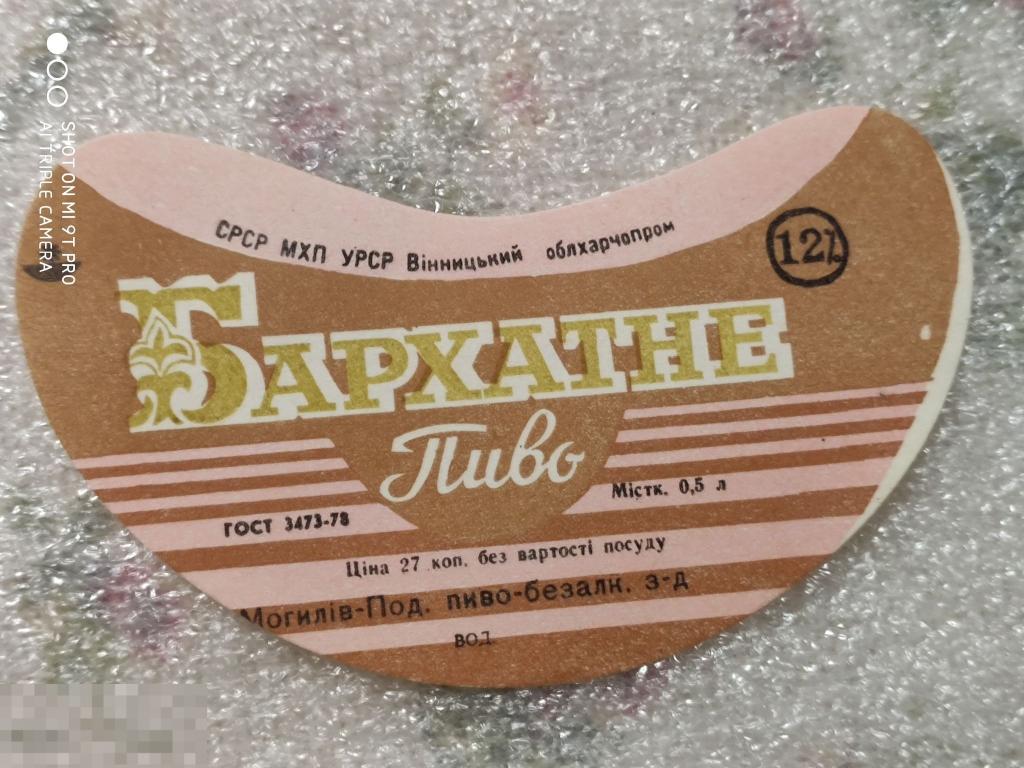 СРСР МХП УРСР Вінницький облхарчопром
12%
БАРХАТНЕ
Пиво
Містк. 0,5 л
ГОСТ 3473-78
Ціна 27 коп. без вартості посуду
Могилів-Под. пиво-безалк. з-д
вод
SHOT ON MI 9T PRO
AI TRIPLE CAMERA